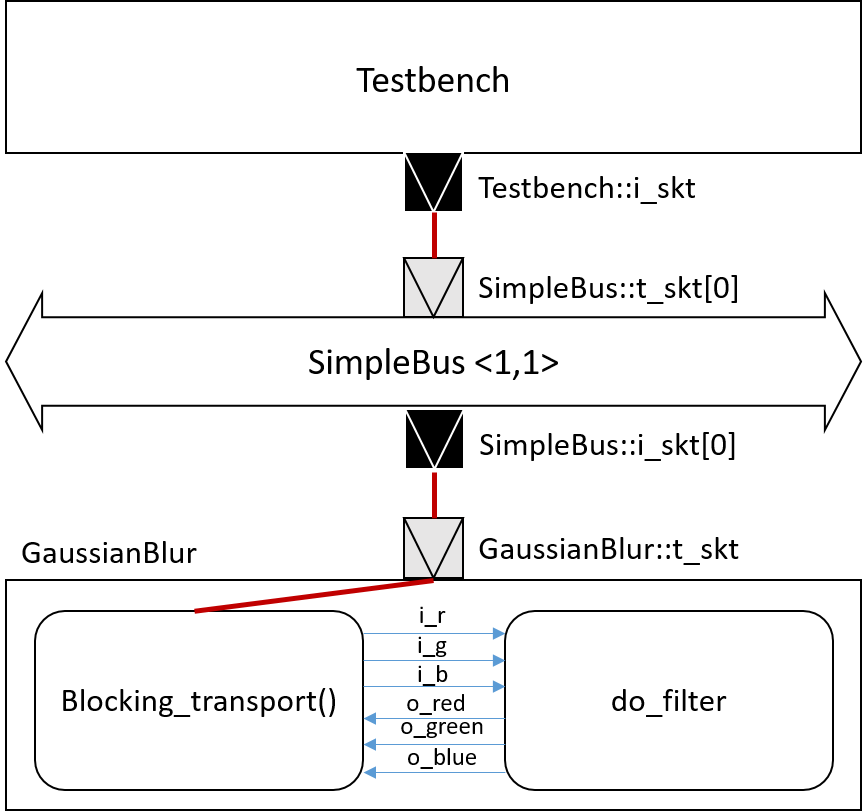 Testbench
Testbench::i_skt
SimpleBus::t_skt[0]
SimpleBus <1,1>
SimpleBus::i_skt[0]
GaussianBlur
GaussianBlur::t_skt
i_r
i_g
i_b
Blocking_transport()
do_filter
o_red
o_green
o_blue